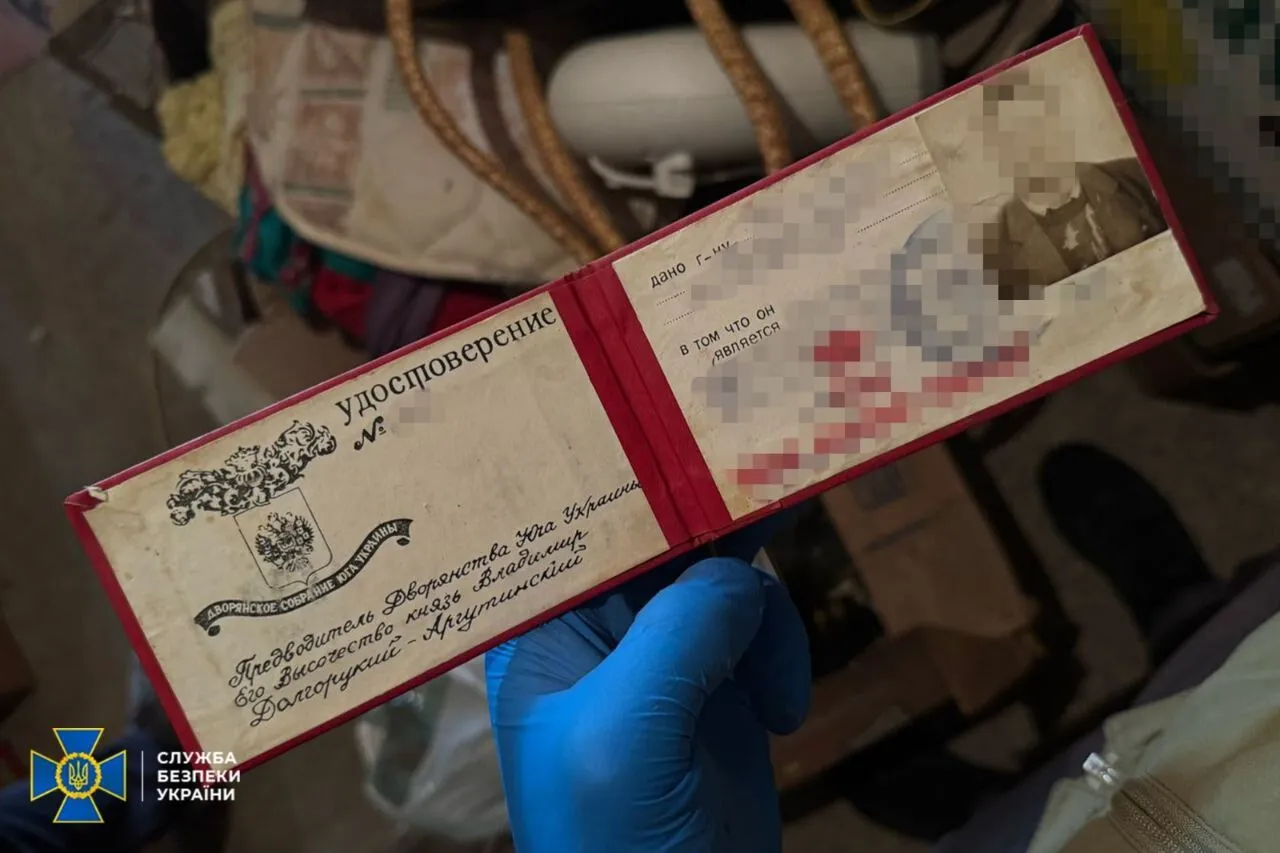 удостоверение
№
ДВОРЯНСКОЕ СОБРАНИЕ ЮГА УКРАИНЫ
Предводитель Дворянства Юга Украины
Его Высочество князь Владимир
Долгорукий - Аргутинский
дано г-ну
в том что он
является
СЛУЖБА
БЕЗПЕКИ
УКРАЇНИ